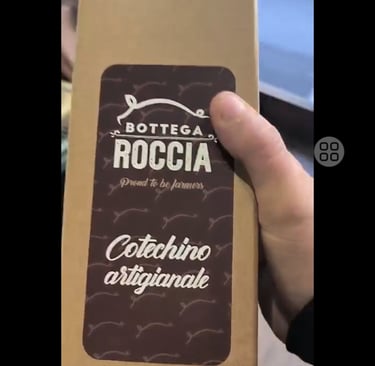 BOTTEGA
ROCCIA
Proud to be farmers
Cotechino
artigianale